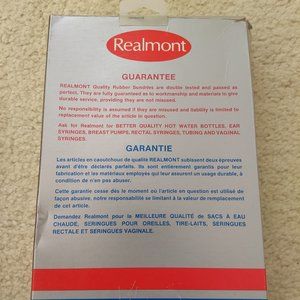 Realmont
GUARANTEE
REALMONT Quality Rubber Sundries are double tested and passed as
perfect. They are fully guaranteed as to workmanship and materials to give
durable service, providing they are not misused.
No responsibility is assumed if they are misused and liability is limited to
replacement value of the article in question.
Ask for Realmont for BETTER QUALITY HOT WATER BOTTLES, EAR
SYRINGES, BREAST PUMPS, RECTAL SYRINGES, TUBING AND VAGINAL
SYRINGES.
GARANTIE
Les articles en caoutchouc de qualité REALMONT subissent deux épreuves
avant d'être déclarés parfaits. Ils sont entièrement garantis pour leur
fabrication et les matériaux employés qui leur assurent un usage durable, à
condition de n'en pas abuser.
Cette garantie cesse dès le moment où l'article en question est utilisé de
façon abusive, notre responsabilité se limitant à la valeur de remplacement
de cet article.
Demandez Realmont pour la MEILLEURE QUALITÉ de SACS À EAU
CHAUDE, SERINGUES POUR OREILLES, TIRE-LAITS, SERINGUES
RECTALE ET SERINGUES VAGINALE.